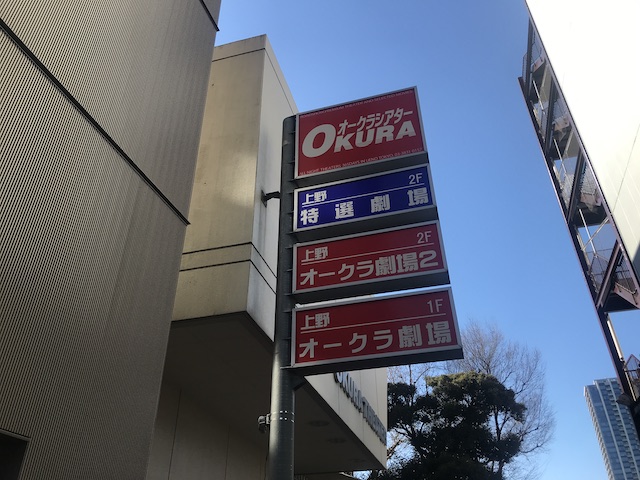 オークラシアター
OKURA
上野 2F
特選劇場
上野 2F
オークラ劇場2
上野 1F
オークラ劇場